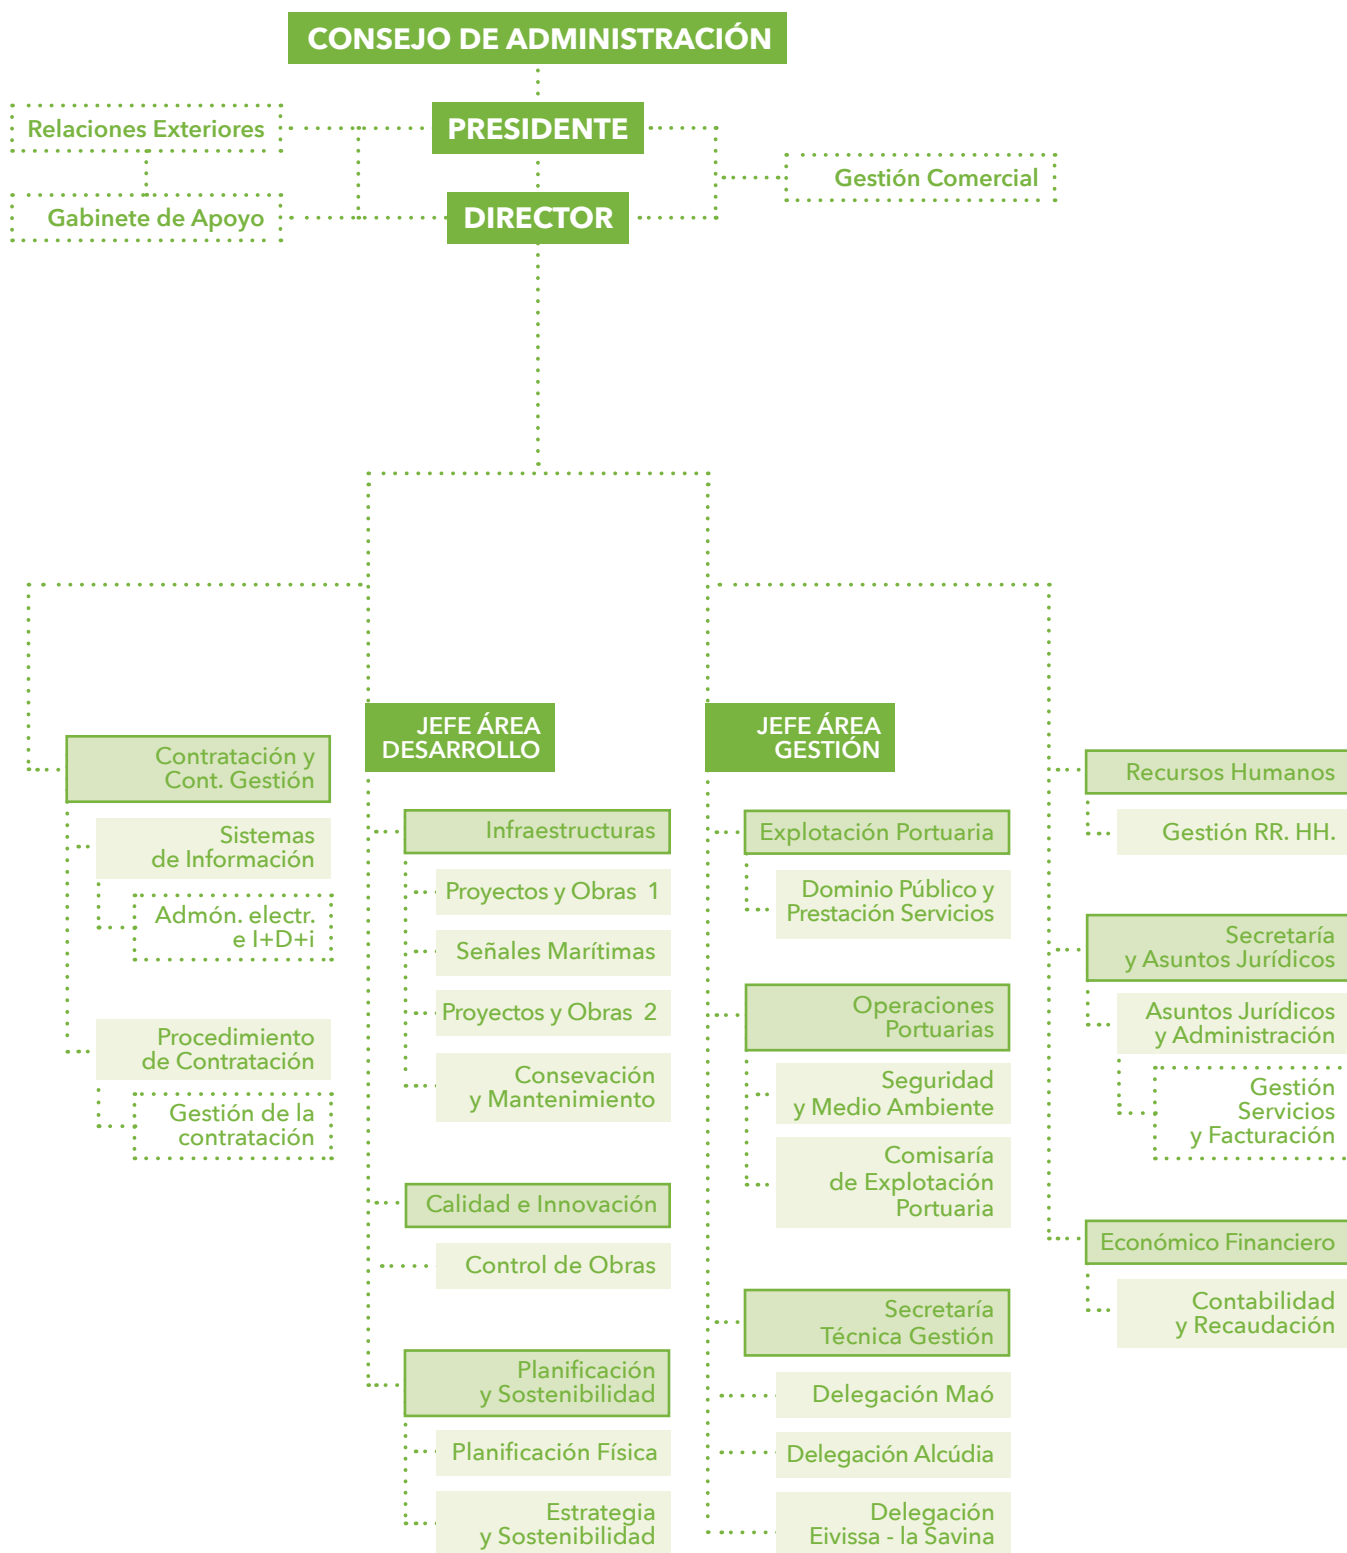 CONSEJO DE ADMINISTRACIÓN
Relaciones Exteriores
PRESIDENTE
Gestión Comercial
Gabinete de Apoyo
DIRECTOR
Contratación y
Cont. Gestión
Sistemas
de Información
Admón. electr.
e I+D+i
Procedimiento
de Contratación
Gestión de la
contratación
JEFE ÁREA
DESARROLLO
Infraestructuras
Proyectos y Obras 1
Señales Marítimas
Proyectos y Obras 2
Consevación
y Mantenimiento
Calidad e Innovación
Control de Obras
Planificación
y Sostenibilidad
Planificación Física
Estrategia
y Sostenibilidad
JEFE ÁREA
GESTIÓN
Explotación Portuaria
Dominio Público y
Prestación Servicios
Operaciones
Portuarias
Seguridad
y Medio Ambiente
Comisaría
de Explotación
Portuaria
Secretaría
Técnica Gestión
Delegación Maó
Delegación Alcúdia
Delegación
Eivissa - la Savina
Recursos Humanos
Gestión RR. HH.
Secretaría
y Asuntos Jurídicos
Asuntos Jurídicos
y Administración
Gestión
Servicios
y Facturación
Económico Financiero
Contabilidad
y Recaudación